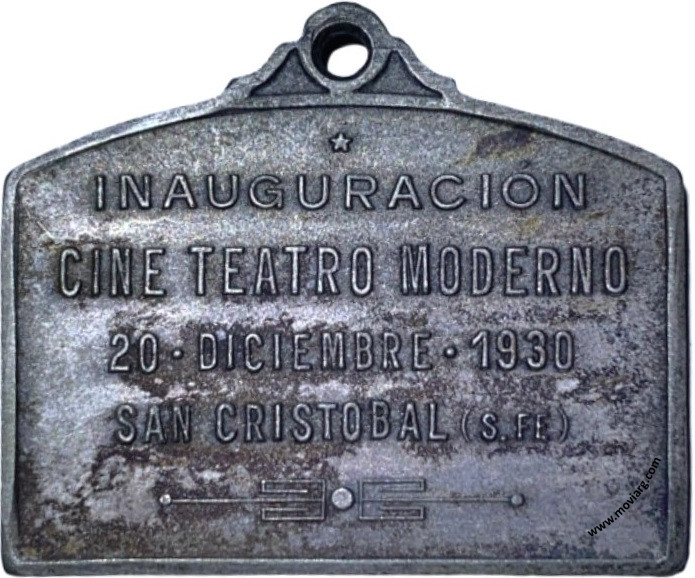 INAUGURACION
CINE TEATRO MODERNO
20 · DICIEMBRE · 1930
SAN CRISTOBAL (S. FE)
www.moviarg.com